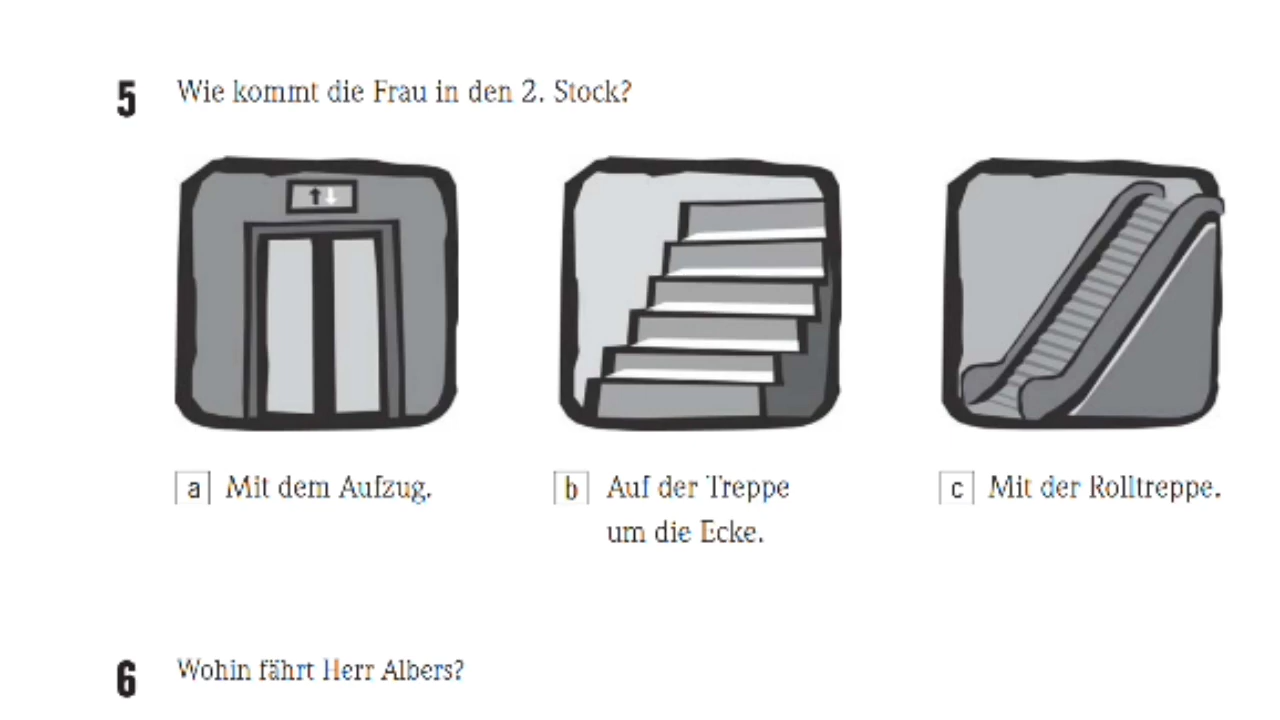 5 Wie kommt die Frau in den 2. Stock?
a Mit dem Aufzug.
b Auf der Treppe
um die Ecke.
c Mit der Rolltreppe.
6 Wohin fährt Herr Albers?